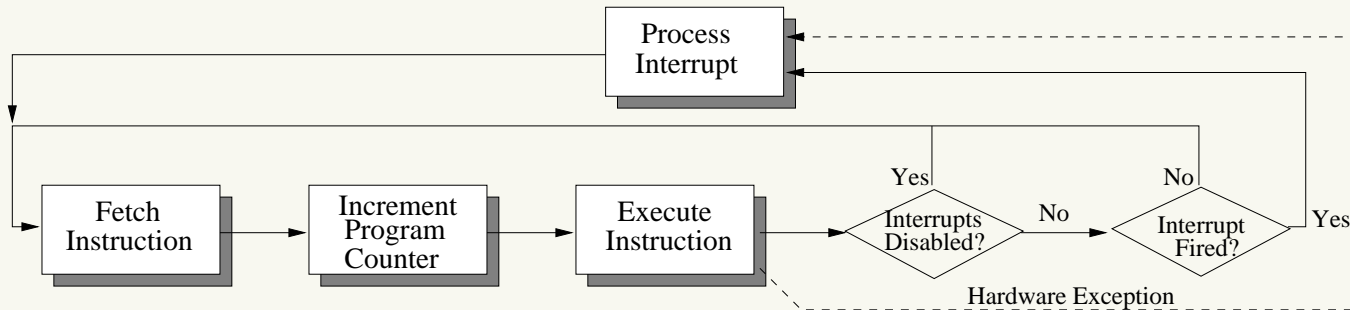 Process
Interrupt
Yes
No
Fetch
Instruction
Increment
Program
Counter
Execute
Instruction
Interrupts
Disabled?
No
Interrupt
Fired?
Yes
Hardware Exception